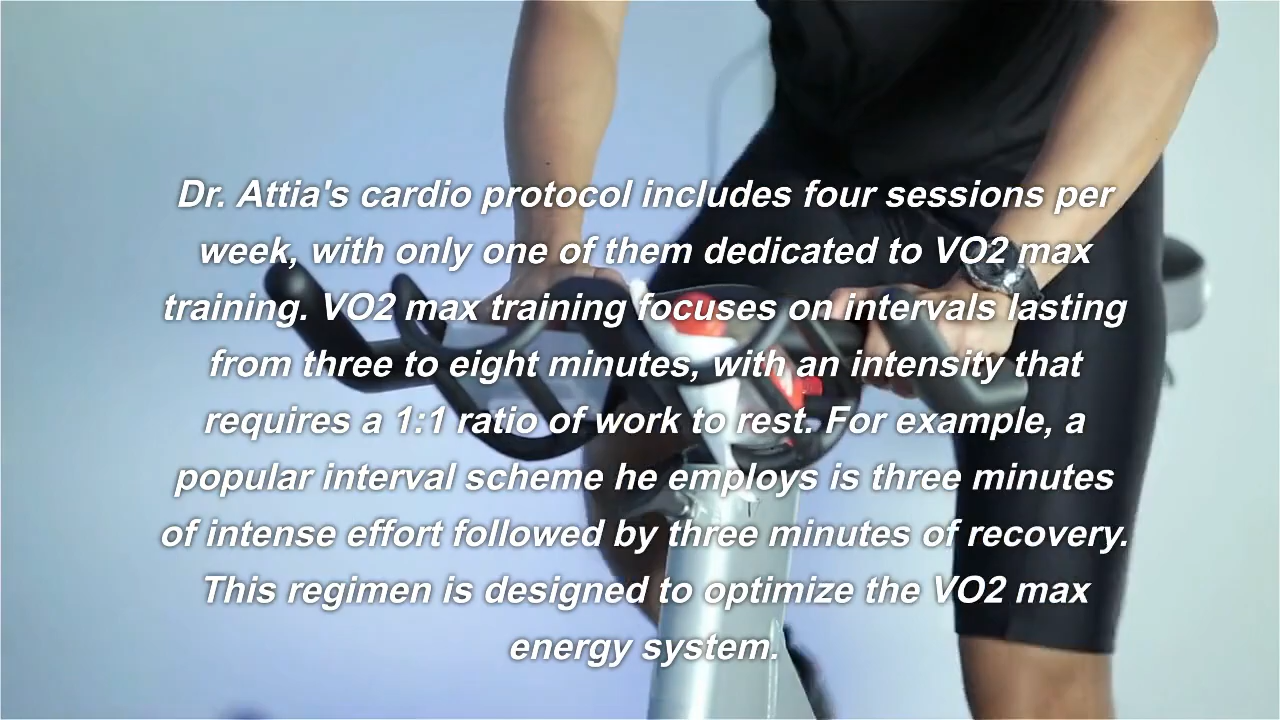 Dr. Attia's cardio protocol includes four sessions per
week, with only one of them dedicated to VO2 max
training. VO2 max training focuses on intervals lasting
from three to eight minutes, with an intensity that
requires a 1:1 ratio of work to rest. For example, a
popular interval scheme he employs is three minutes
of intense effort followed by three minutes of recovery.
This regimen is designed to optimize the VO2 max
energy system.